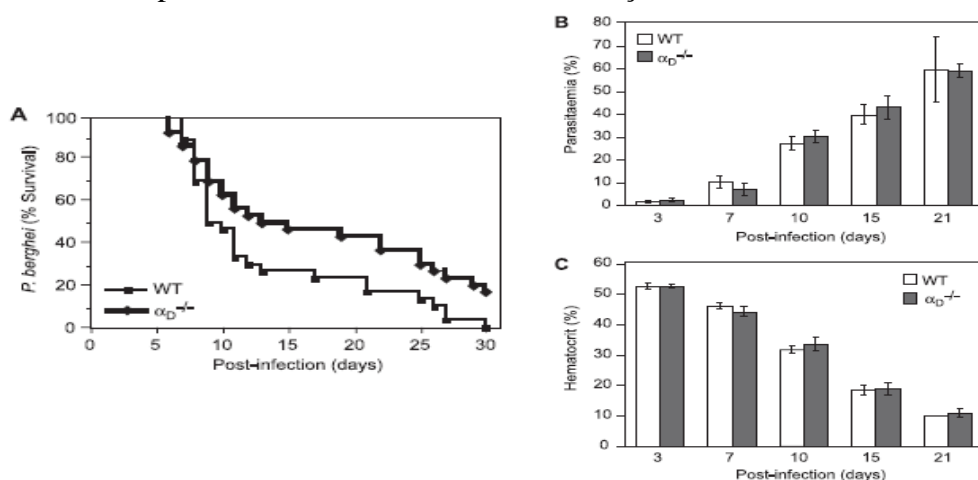 A
P. berghei (% Survival)
100
80
60
40
20
0
WT
αD-/-
0 5 10 15 20 25 30
Post-infection (days)
B
Parasitaemia (%)
80
70
60
50
40
30
20
10
0
WT
αD-/-
3 7 10 15 21
Post-infection (days)
C
Hematocrit (%)
60
50
40
30
20
10
0
WT
αD-/-
3 7 10 15 21
Post-infection (days)